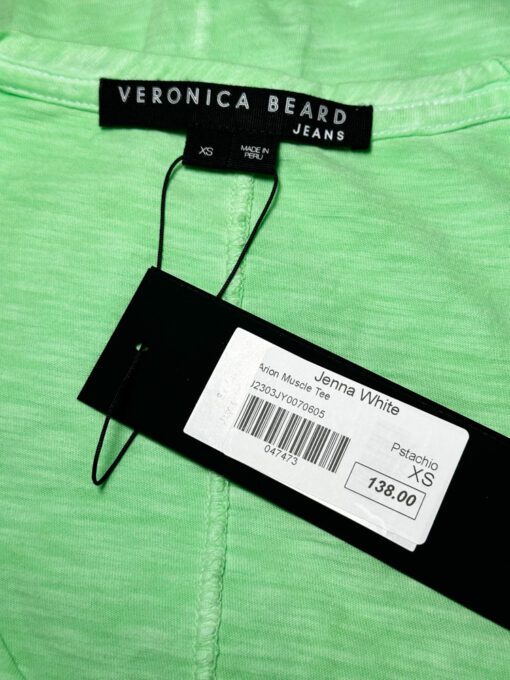 VERONICA BEARD
JEANS
XS
MADE IN
PERU
Jenna White
Arion Muscle Tee
J2303JY0070605
047473
Pstachio
XS
138.00